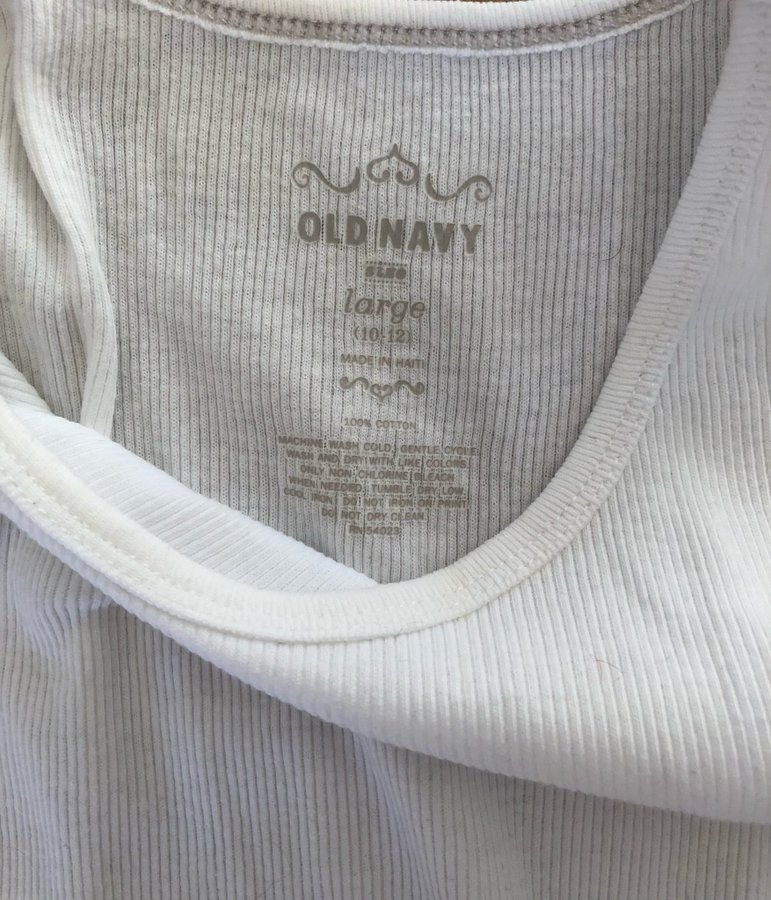 OLD NAVY
large
(10-12)
MADE IN HAITI
100% COTTON
MACHINE: WASH COLD, GENTLE CYCLE.
WASH AND DRY WITH LIKE COLORS.
ONLY NON-CHLORINE BLEACH
WHEN NEEDED. TUMBLE DRY LOW.
COOL IRON. DO NOT IRON ON PRINT.
DO NOT DRY CLEAN.
RN 54023